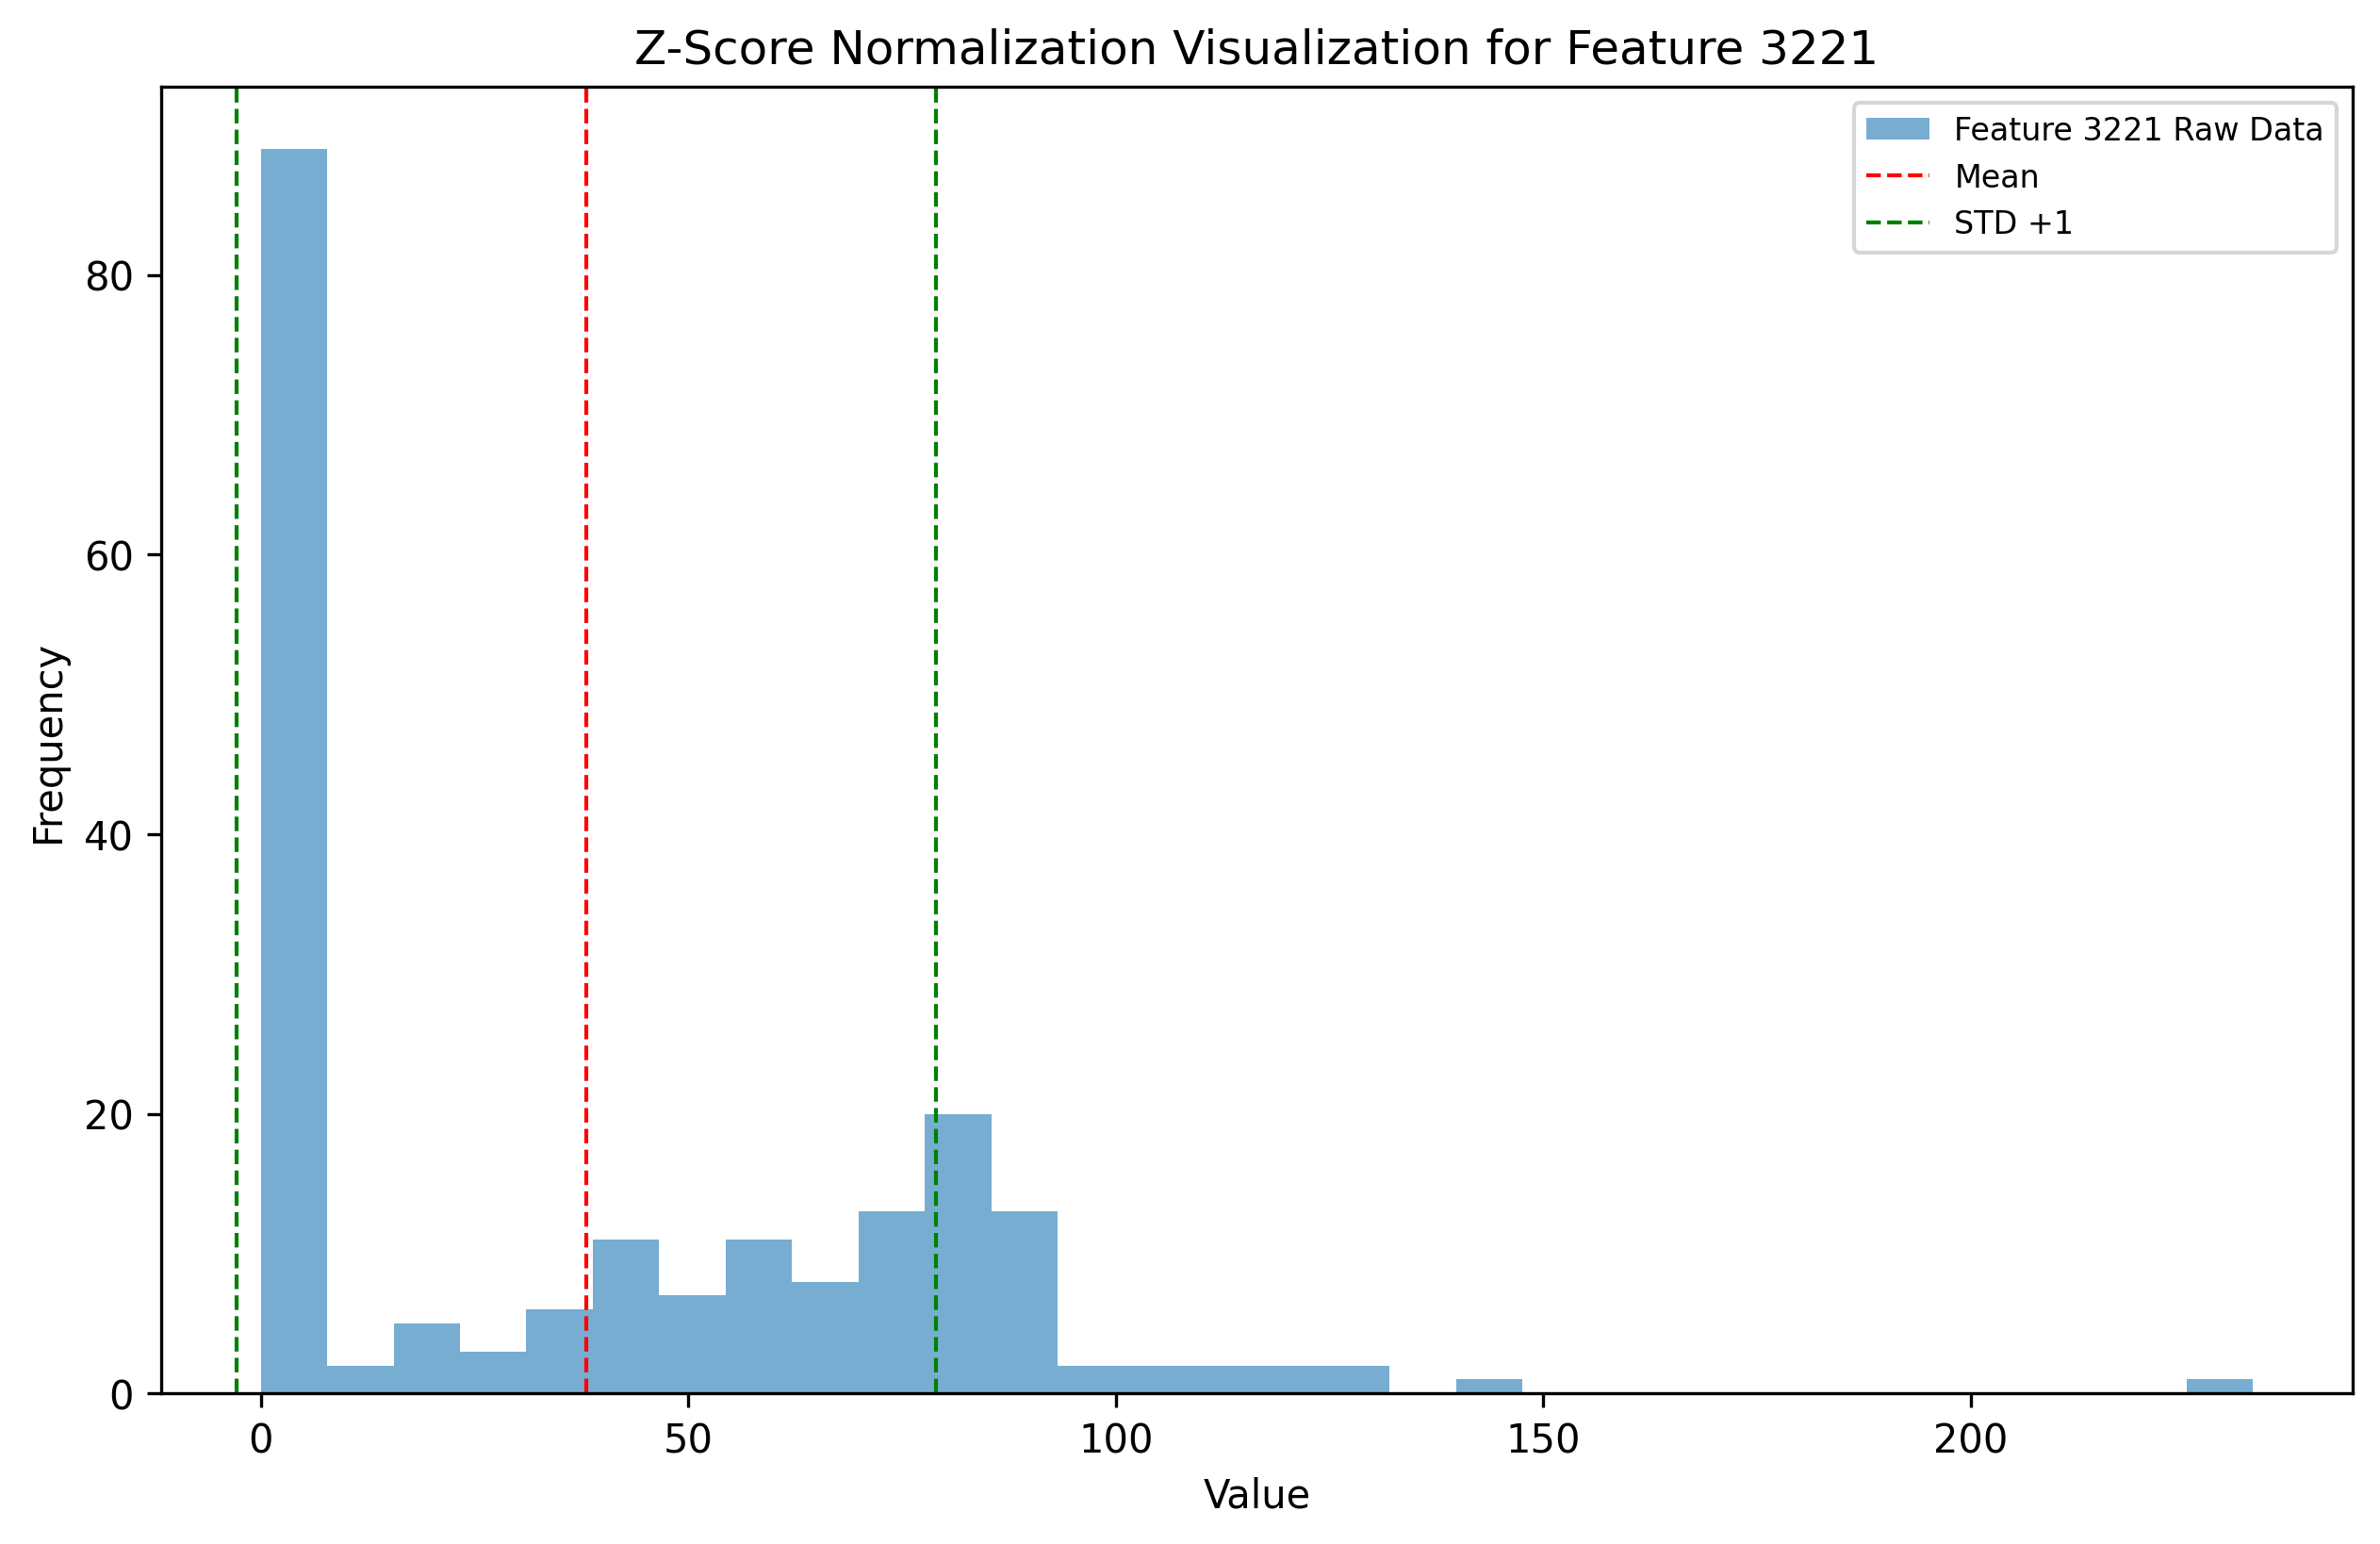 Z-Score Normalization Visualization for Feature 3221
Feature 3221 Raw Data
Mean
STD +1
Frequency
80
60
40
20
0
0 50 100 150 200
Value